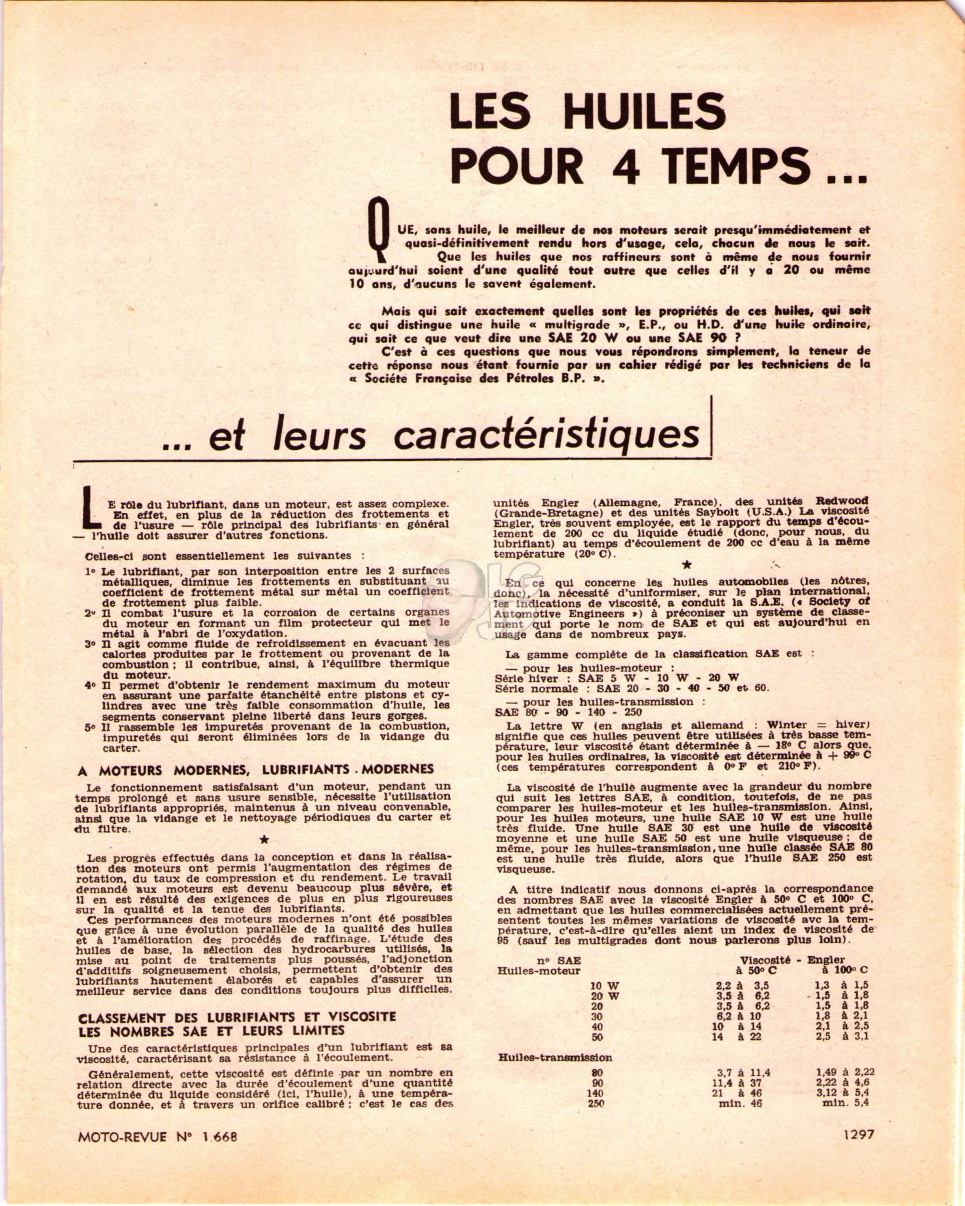 LES HUILES
POUR 4 TEMPS...
QUE, sans huile, le meilleur de nos moteurs serait presqu'immédiatement et
quasi-définitivement rendu hors d'usage, cela, chacun de nous le sait.
Que les huiles que nos raffineurs sont à même de nous fournir
aujourd'hui soient d'une qualité tout autre que celles d'il y a 20 ou même
10 ans, d'aucuns le savent également.
Mais qui sait exactement quelles sont les propriétés de ces huiles, qui sait
ce qui distingue une huile « multigrade », E.P., ou H.D. d'une huile ordinaire,
qui sait ce que veut dire une SAE 20 W ou une SAE 90 ?
C'est à ces questions que nous vous répondrons simplement, la teneur de
cette réponse nous étant fournie par un cahier rédigé par les techniciens de la
« Sociéte Française des Pétroles B.P. ».
... et leurs caractéristiques
LE rôle du lubrifiant, dans un moteur, est assez complexe.
En effet, en plus de la réduction des frottements et
de l'usure — rôle principal des lubrifiants en général
— l'huile doit assurer d'autres fonctions.
Celles-ci sont essentiellement les suivantes :
1° Le lubrifiant, par son interposition entre les 2 surfaces
métalliques, diminue les frottements en substituant au
coefficient de frottement métal sur métal un coefficient
de frottement plus faible.
2° Il combat l'usure et la corrosion de certains organes
du moteur en formant un film protecteur qui met le
métal à l'abri de l'oxydation.
3° Il agit comme fluide de refroidissement en évacuant les
calories produites par le frottement ou provenant de la
combustion ; il contribue, ainsi, à l'équilibre thermique
du moteur.
4° Il permet d'obtenir le rendement maximum du moteur
en assurant une parfaite étanchéité entre pistons et cy-
lindres avec une très faible consommation d'huile, les
segments conservant pleine liberté dans leurs gorges.
5° Il rassemble les impuretés provenant de la combustion,
impuretés qui seront éliminées lors de la vidange du
carter.
A MOTEURS MODERNES, LUBRIFIANTS MODERNES
Le fonctionnement satisfaisant d'un moteur, pendant un
temps prolongé et sans usure sensible, nécessite l'utilisation
de lubrifiants appropriés, maintenus à un niveau convenable,
ainsi que la vidange et le nettoyage périodiques du carter et
du filtre.
★
Les progrès effectués dans la conception et dans la réalisa-
tion des moteurs ont permis l'augmentation des régimes de
rotation, du taux de compression et du rendement. Le travail
demandé aux moteurs est devenu beaucoup plus sévère, et
il en est résulté des exigences de plus en plus rigoureuses
sur la qualité et la tenue des lubrifiants.
Ces performances des moteurs modernes n'ont été possibles
que grâce à une évolution parallèle de la qualité des huiles
et à l'amélioration des procédés de raffinage. L'étude des
huiles de base, la sélection des hydrocarbures utilisés, la
mise au point de traitements plus poussés, l'adjonction
d'additifs soigneusement choisis, permettent d'obtenir des
lubrifiants hautement élaborés et capables d'assurer un
meilleur service dans des conditions toujours plus difficiles.
CLASSEMENT DES LUBRIFIANTS ET VISCOSITE
LES NOMBRES SAE ET LEURS LIMITES
Une des caractéristiques principales d'un lubrifiant est sa
viscosité, caractérisant sa résistance à l'écoulement.
Généralement, cette viscosité est définie par un nombre en
relation directe avec la durée d'écoulement d'une quantité
déterminée du liquide considéré (ici, l'huile), à une tempéra-
ture donnée, et à travers un orifice calibré ; c'est le cas des
unités Engler (Allemagne, France), des unités Redwood
(Grande-Bretagne) et des unités Saybolt (U.S.A.) La viscosité
Engler, très souvent employée, est le rapport du temps d'écou-
lement de 200 cc du liquide étudié (donc, pour nous, du
lubrifiant) au temps d'écoulement de 200 cc d'eau à la même
température (20° C).
★
En ce qui concerne les huiles automobiles (les nôtres,
donc), la nécessité d'uniformiser, sur le plan international,
les indications de viscosité, a conduit la S.A.E. (« Society of
Automotive Engineers ») à préconiser un système de classe-
ment qui porte le nom de SAE et qui est aujourd'hui en
usage dans de nombreux pays.
La gamme complète de la classification SAE est :
— pour les huiles-moteur :
Série hiver : SAE 5 W - 10 W - 20 W
Série normale : SAE 20 - 30 - 40 - 50 et 60.
— pour les huiles-transmission :
SAE 80 - 90 - 140 - 250
La lettre W (en anglais et allemand : Winter = hiver)
signifie que ces huiles peuvent être utilisées à très basse tem-
pérature, leur viscosité étant déterminée à — 18° C alors que,
pour les huiles ordinaires, la viscosité est déterminée à + 99° C
(ces températures correspondent à 0° F et 210° F).
La viscosité de l'huile augmente avec la grandeur du nombre
qui suit les lettres SAE, à condition, toutefois, de ne pas
comparer les huiles-moteur et les huiles-transmission. Ainsi,
pour les huiles moteurs, une huile SAE 10 W est une huile
très fluide. Une huile SAE 30 est une huile de viscosité
moyenne et une huile SAE 50 est une huile visqueuse ; de
même, pour les huiles-transmission, une huile classée SAE 80
est une huile très fluide, alors que l'huile SAE 250 est
visqueuse.
A titre indicatif nous donnons ci-après la correspondance
des nombres SAE avec la viscosité Engler à 50° C et 100° C,
en admettant que les huiles commercialisées actuellement pré-
sentent toutes les mêmes variations de viscosité avc la tem-
pérature, c'est-à-dire qu'elles aient un index de viscosité de
95 (sauf les multigrades dont nous parlerons plus loin).
n° SAE Viscosité - Engler
Huiles-moteur à 50° C à 100° C
10 W 2,2 à 3,5 1,3 à 1,5
20 W 3,5 à 6,2 1,5 à 1,8
20 3,5 à 6,2 1,5 à 1,8
30 6,2 à 10 1,8 à 2,1
40 10 à 14 2,1 à 2,5
50 14 à 22 2,5 à 3,1
Huiles-transmission
80 3,7 à 11,4 1,49 à 2,22
90 11,4 à 37 2,22 à 4,6
140 21 à 46 3,12 à 5,4
250 min. 46 min. 5,4
MOTO-REVUE N° 1.668 1297